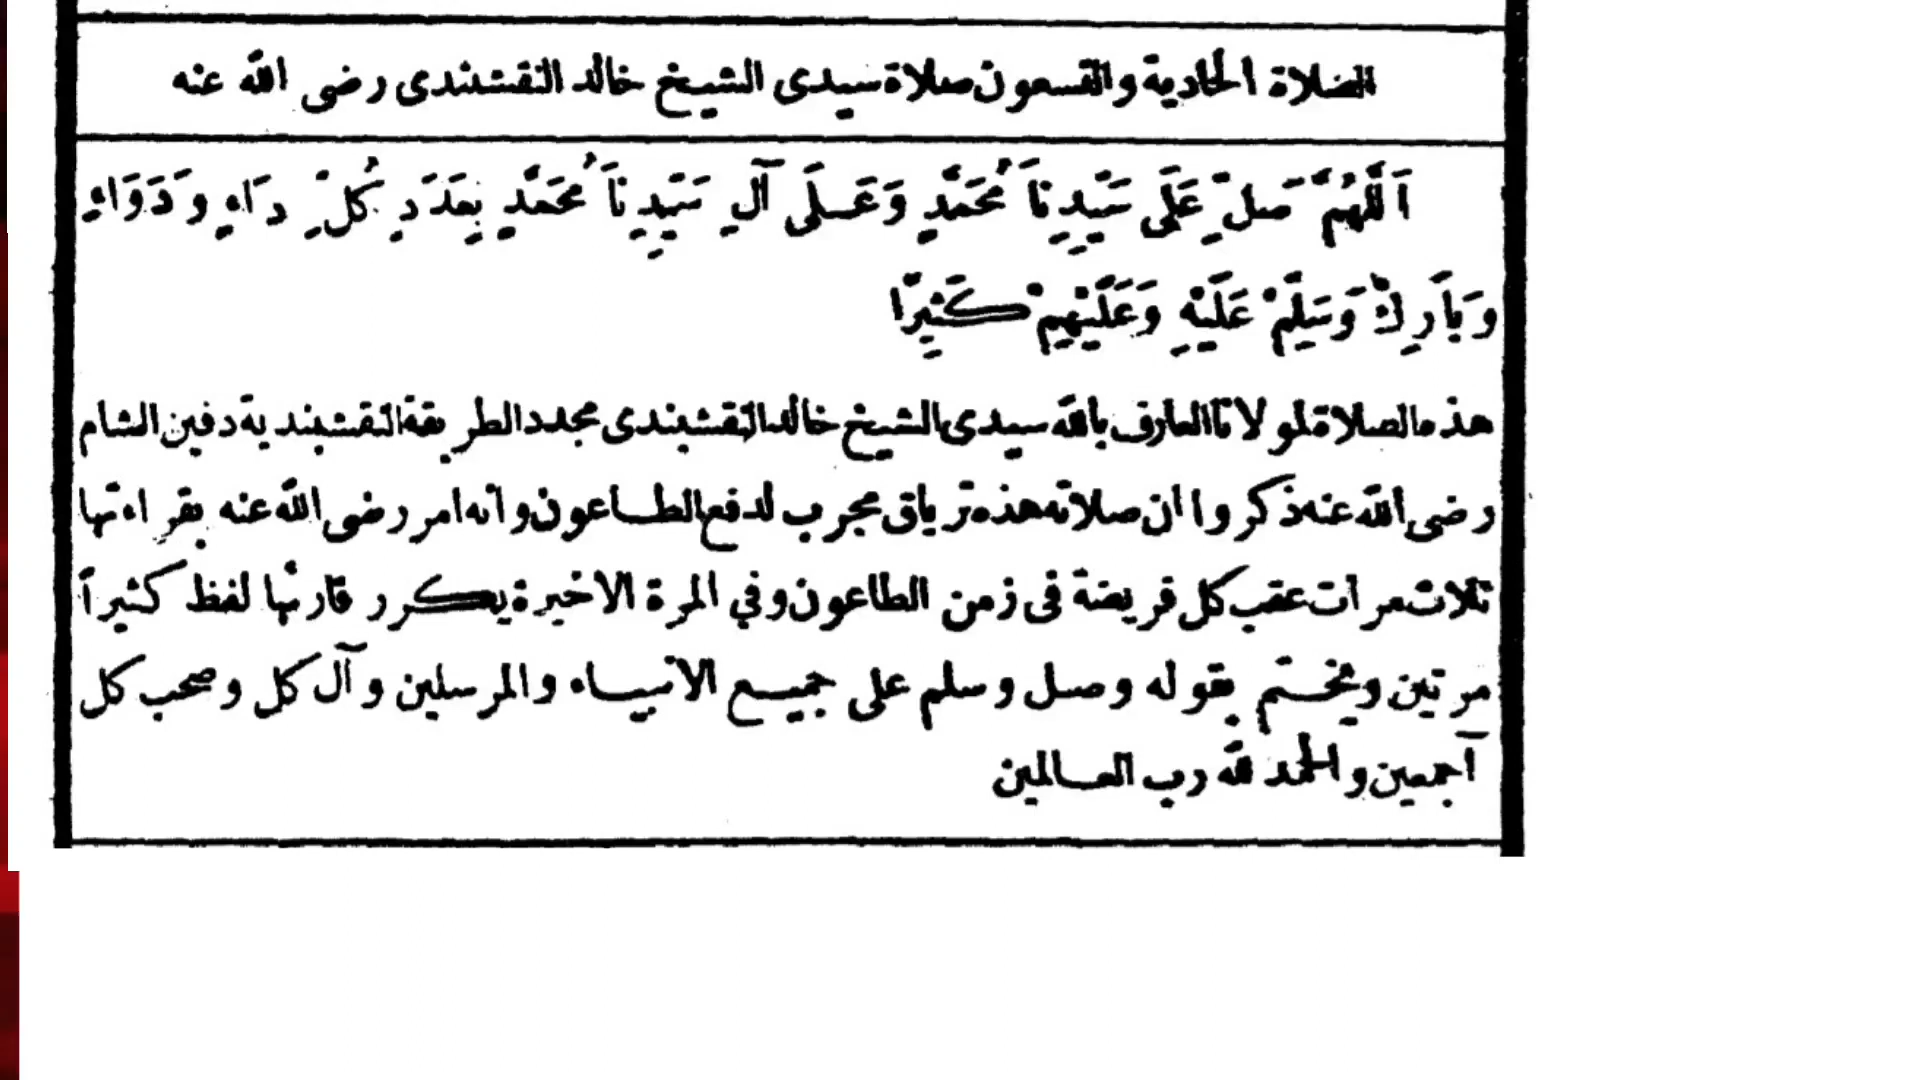 الصلاة الحادية والتسعون صلاة سيدى الشيخ خالد النقشبندى رضى الله عنه
اَللّٰهُمَّ صَلِّ عَلَى سَيِّدِنَا مُحَمَّدٍ وَعَلَى آلِ سَيِّدِنَا مُحَمَّدٍ بِعَدَدِ كُلِّ دَاءٍ وَدَوَاءٍ
وَبَارِكْ وَسَلِّمْ عَلَيْهِ وَعَلَيْهِمْ كَثِيرًا
هذه الصلاة لمولانا العارف بالله سيدى الشيخ خالد النقشبندى مجدد الطريقة النقشبندية دفين الشام
رضى الله عنه ذكروا ان صلاته هذه ترياق مجرب لدفع الطاعون وانه امر رضى الله عنه بقراءتها
ثلاث مرات عقب كل فريضة فى زمن الطاعون وفي المرة الاخيرة يكرر قارئها لفظ كثيراً
مرتين ويختم بقوله وصل وسلم على جميع الانبياء والمرسلين وآل كل وصحب كل
آجمعين والحمد لله رب العالمين